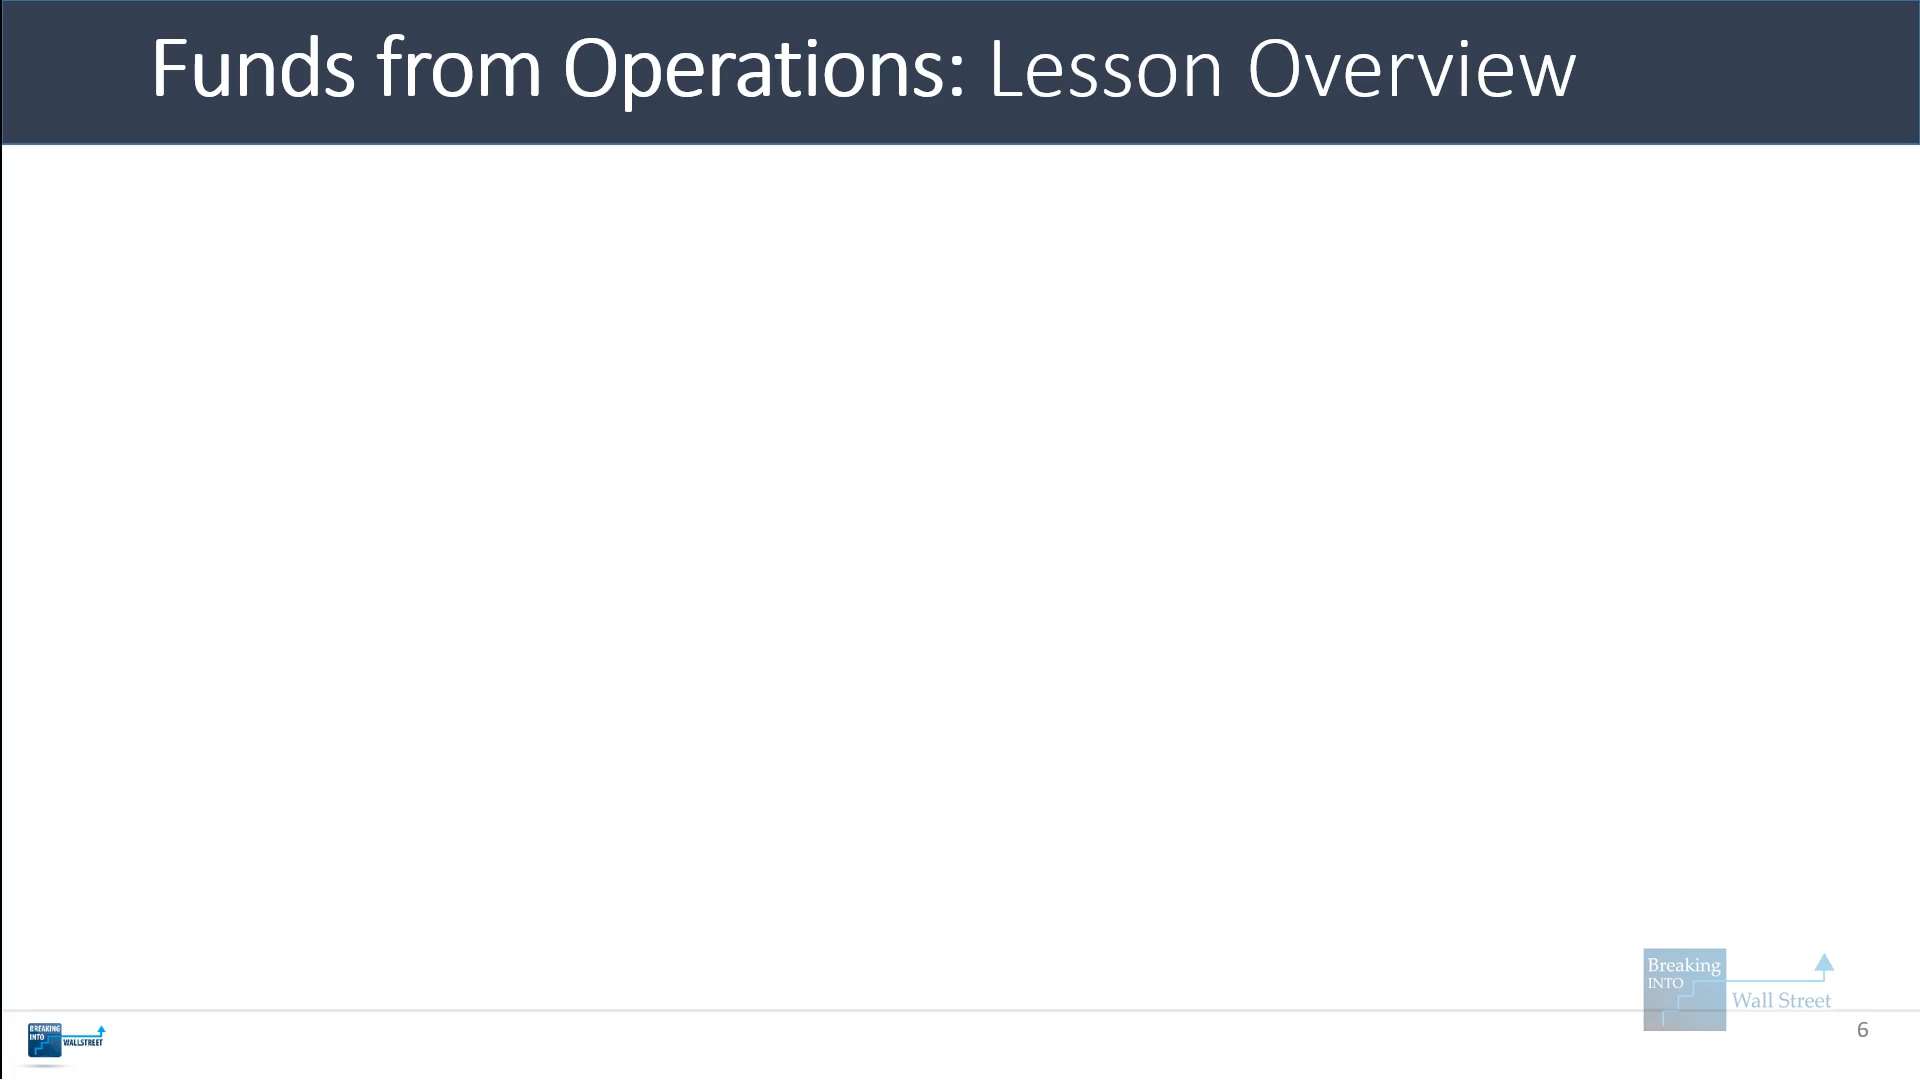 Funds from Operations: Lesson Overview
Breaking
INTO
Wall Street
BREAKING
INTO
WALLSTREET
6